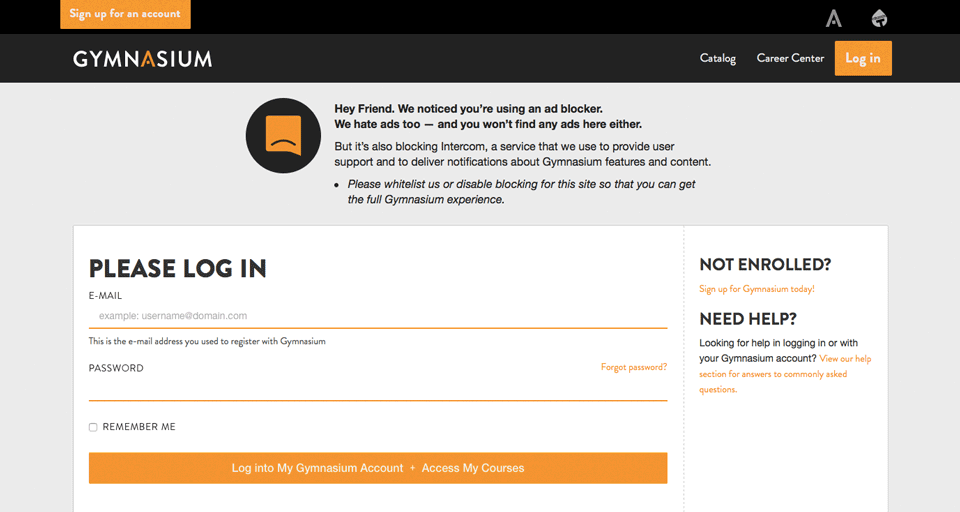 Sign up for an account
GYMNASIUM
Catalog
Career Center
Log in
Hey Friend. We noticed you're using an ad blocker.
We hate ads too — and you won't find any ads here either.
But it's also blocking Intercom, a service that we use to provide user
support and to deliver notifications about Gymnasium features and content.
• Please whitelist us or disable blocking for this site so that you can get
the full Gymnasium experience.
PLEASE LOG IN
E-MAIL
example: username@domain.com
This is the e-mail address you used to register with Gymnasium
PASSWORD
Forgot password?
REMEMBER ME
Log into My Gymnasium Account + Access My Courses
NOT ENROLLED?
Sign up for Gymnasium today!
NEED HELP?
Looking for help in logging in or with
your Gymnasium account? View our help
section for answers to commonly asked
questions.